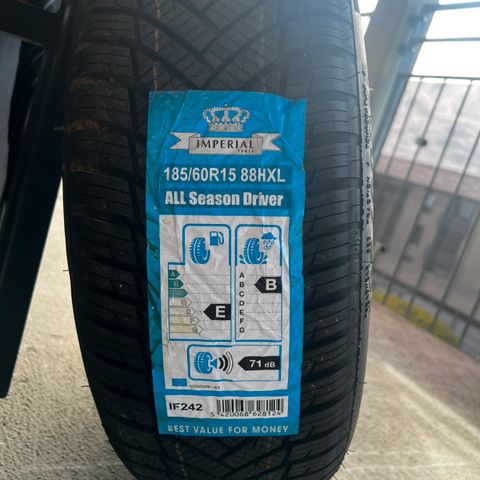 IMPERIAL
TYRES
185/60R15 88HXL
ALL Season Driver
A
B
E
F
G
E
A
B
C
D
E
F
G
B
71 dB
IF242
5 420068 628124
BEST VALUE FOR MONEY